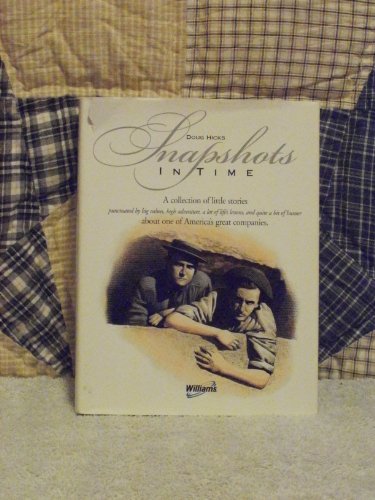 DOUG HICKS
Snapshots
IN TIME
A collection of little stories
punctuated by big values, high adventure, a lot of life's lessons, and quite a bit of humor
about one of America's great companies.
Williams